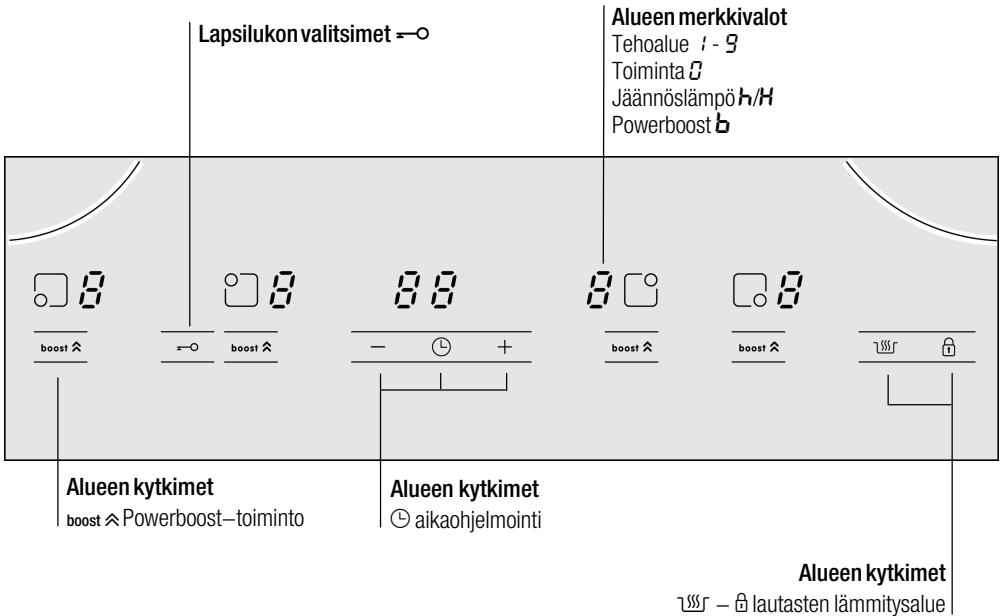 Lapsilukon valitsimet
Alueen merkkivalot
Tehoalue 1 - 9
Toiminta 0
Jäännöslämpö h/H
Powerboost b
8 8 88 8 8
boost boost − + boost boost
Alueen kytkimet
boost Powerboost–toiminto
Alueen kytkimet
aikaohjelmointi
Alueen kytkimet
– lautasten lämmitysalue